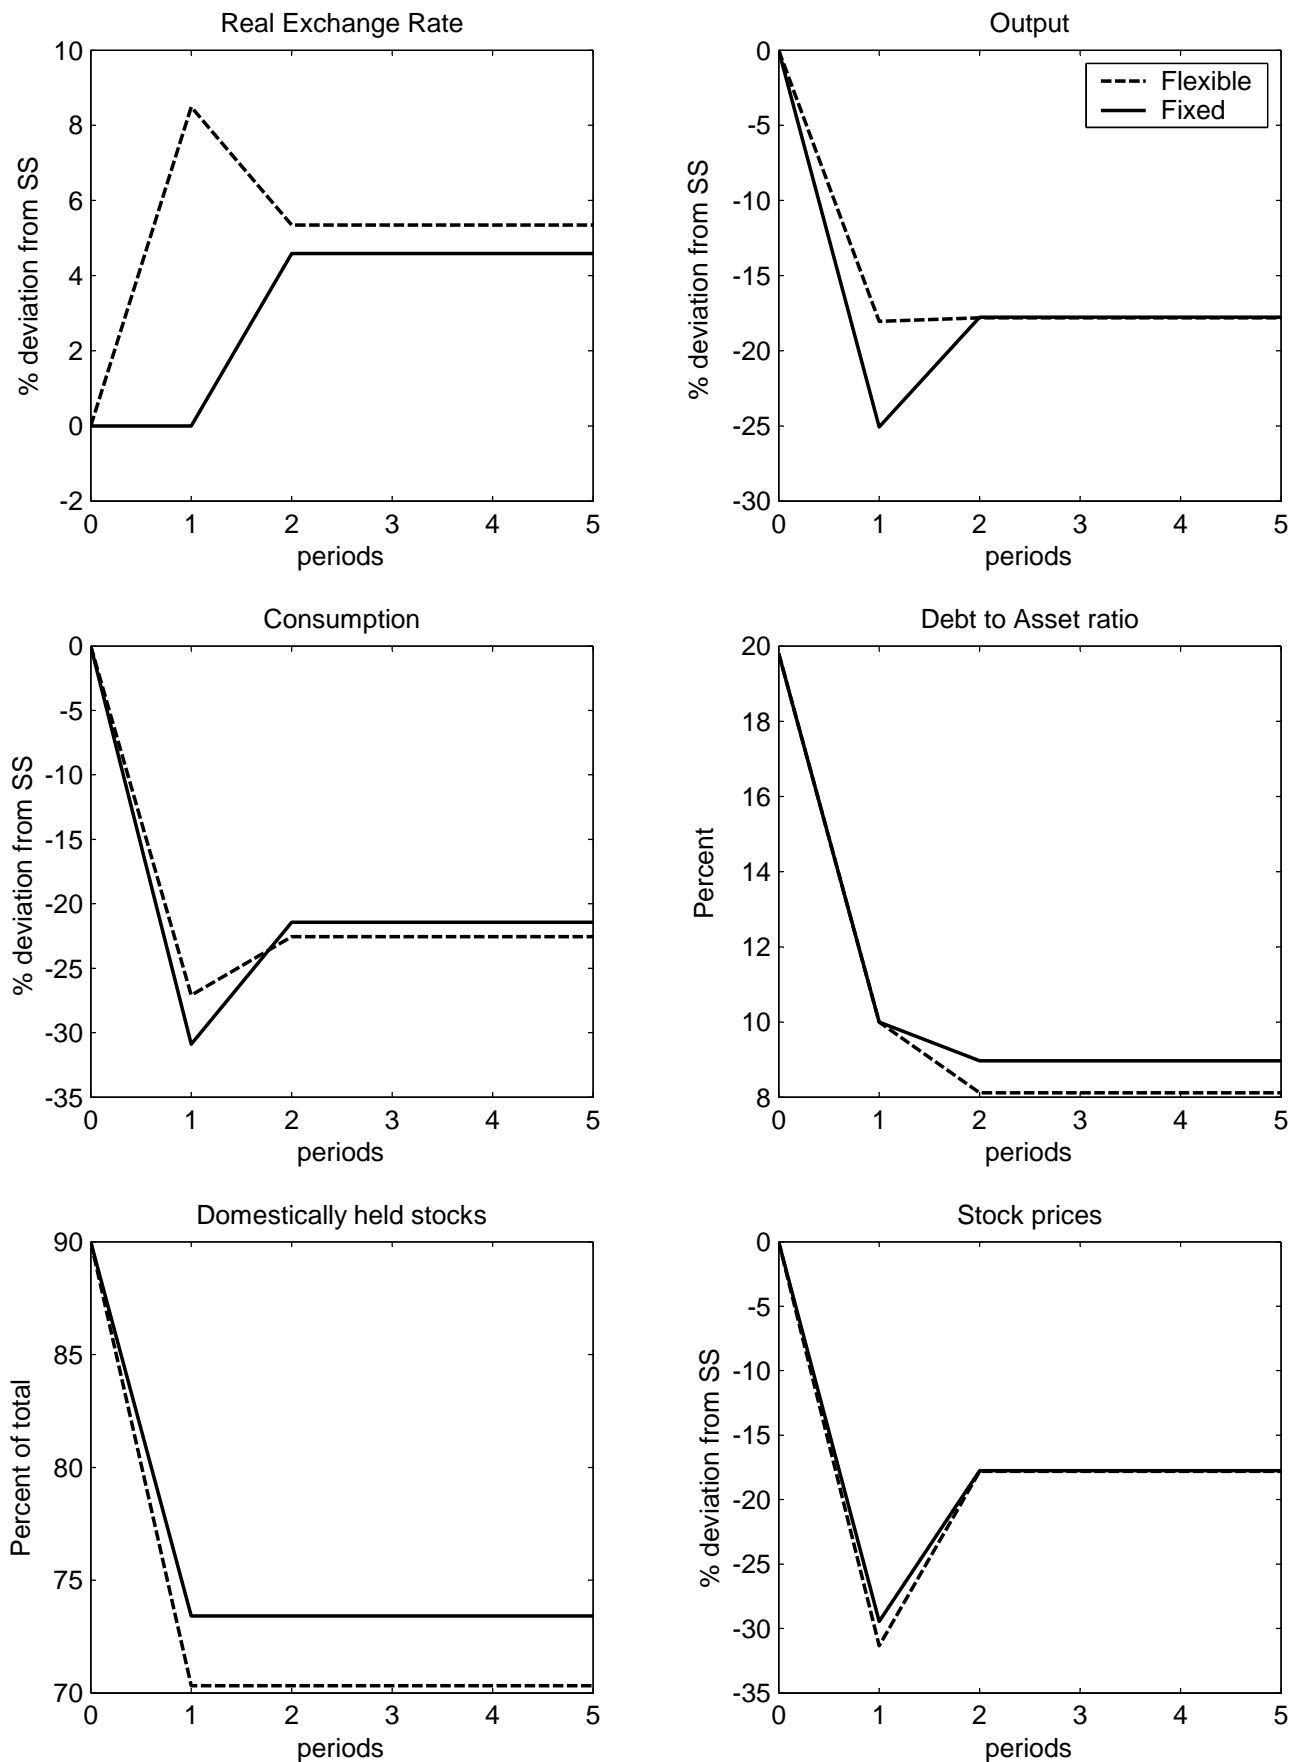 Real Exchange Rate
10
8
6
4
2
0
-2
% deviation from SS
0 1 2 3 4 5
periods
Output
0
-5
-10
-15
-20
-25
-30
% deviation from SS
Flexible
Fixed
0 1 2 3 4 5
periods
Consumption
0
-5
-10
-15
-20
-25
-30
-35
% deviation from SS
0 1 2 3 4 5
periods
Debt to Asset ratio
20
18
16
14
12
10
8
Percent
0 1 2 3 4 5
periods
Domestically held stocks
90
85
80
75
70
Percent of total
0 1 2 3 4 5
periods
Stock prices
0
-5
-10
-15
-20
-25
-30
-35
% deviation from SS
0 1 2 3 4 5
periods